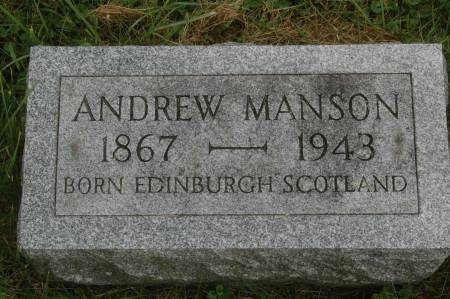 ANDREW MANSON
1867 — 1943
BORN EDINBURGH SCOTLAND